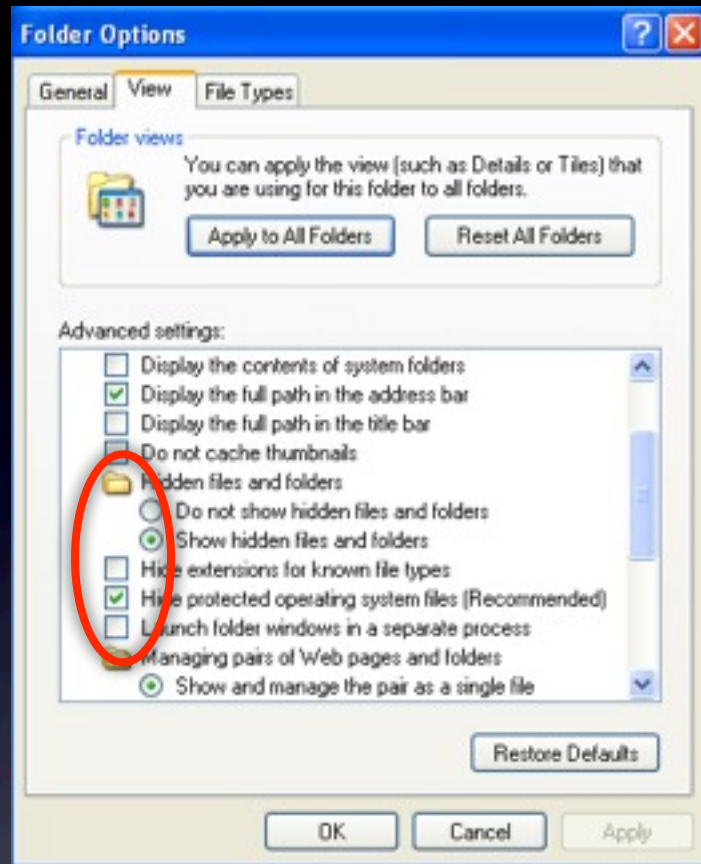 Folder Options
General View File Types
Folder views
You can apply the view (such as Details or Tiles) that
you are using for this folder to all folders.
Apply to All Folders Reset All Folders
Advanced settings:
Display the contents of system folders
Display the full path in the address bar
Display the full path in the title bar
Do not cache thumbnails
Hidden files and folders
Do not show hidden files and folders
Show hidden files and folders
Hide extensions for known file types
Hide protected operating system files (Recommended)
Launch folder windows in a separate process
Managing pairs of Web pages and folders
Show and manage the pair as a single file
Restore Defaults
OK Cancel Apply